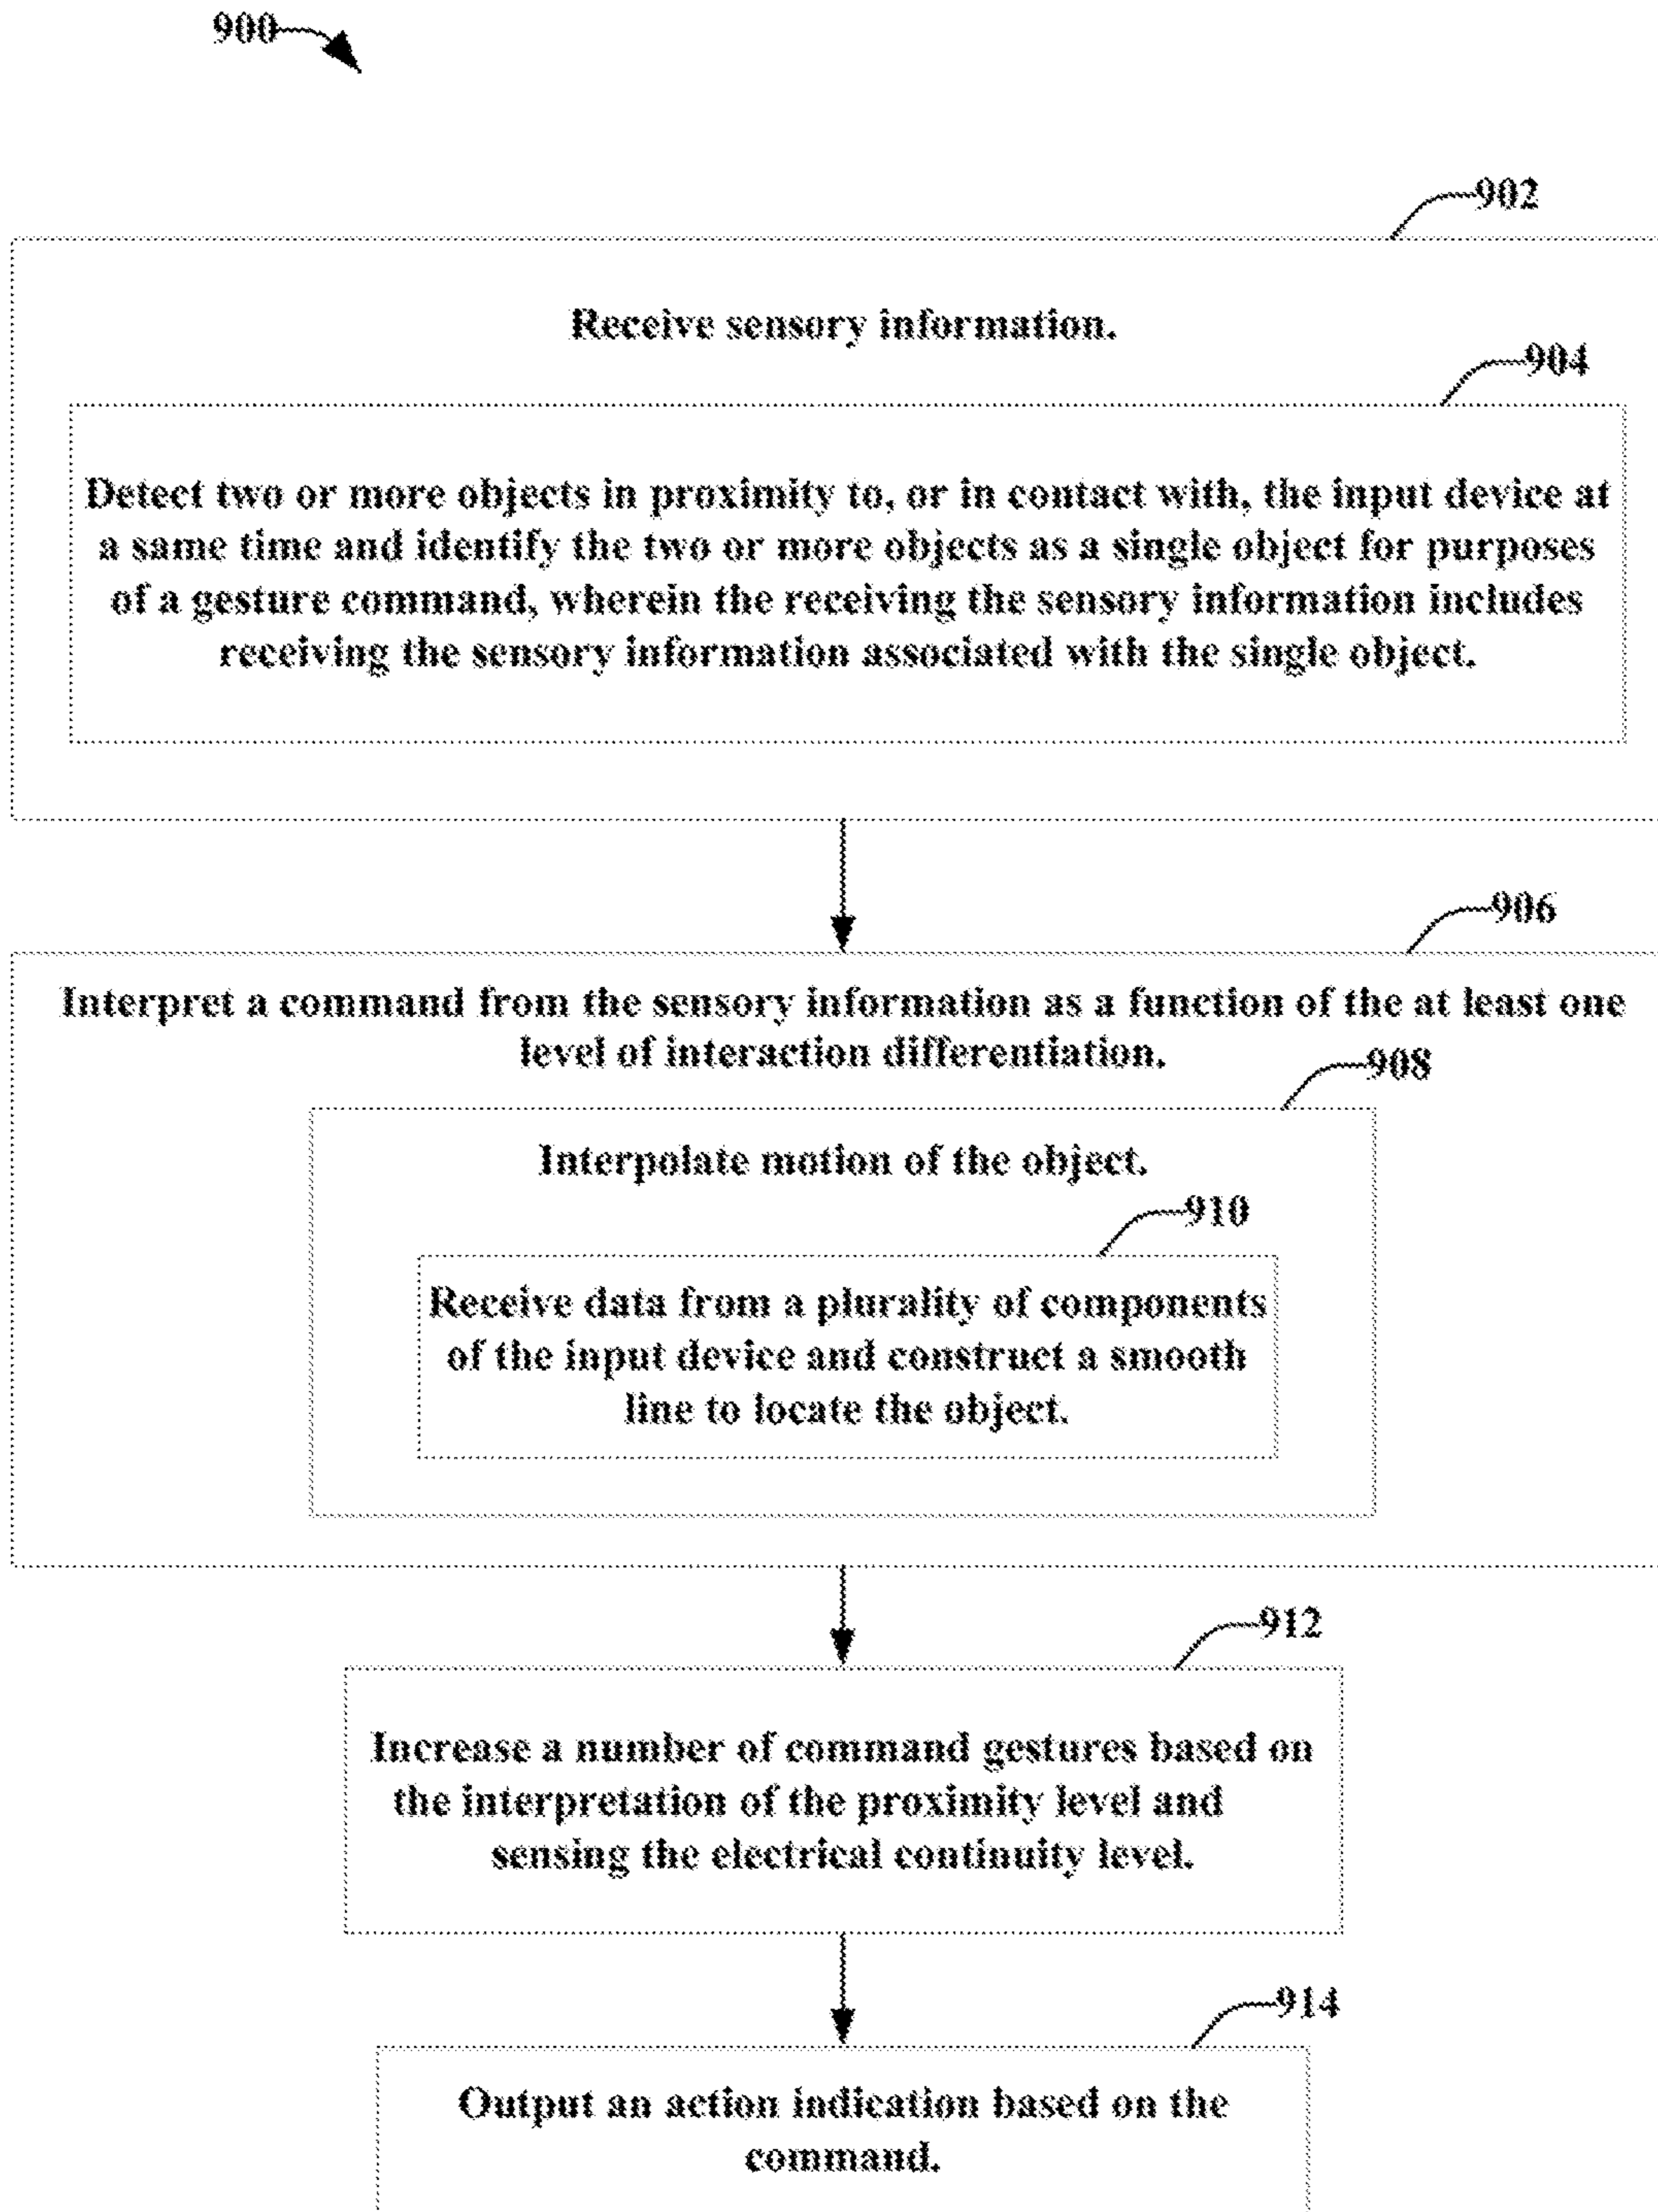 900
902
Receive sensory information.
904
Detect two or more objects in proximity to, or in contact with, the input device at
a same time and identify the two or more objects as a single object for purposes
of a gesture command, wherein the receiving the sensory information includes
receiving the sensory information associated with the single object.
906
Interpret a command from the sensory information as a function of the at least one
level of interaction differentiation.
908
Interpolate motion of the object.
910
Receive data from a plurality of components
of the input device and construct a smooth
line to locate the object.
912
Increase a number of command gestures based on
the interpretation of the proximity level and
sensing the electrical continuity level.
914
Output an action indication based on the
command.